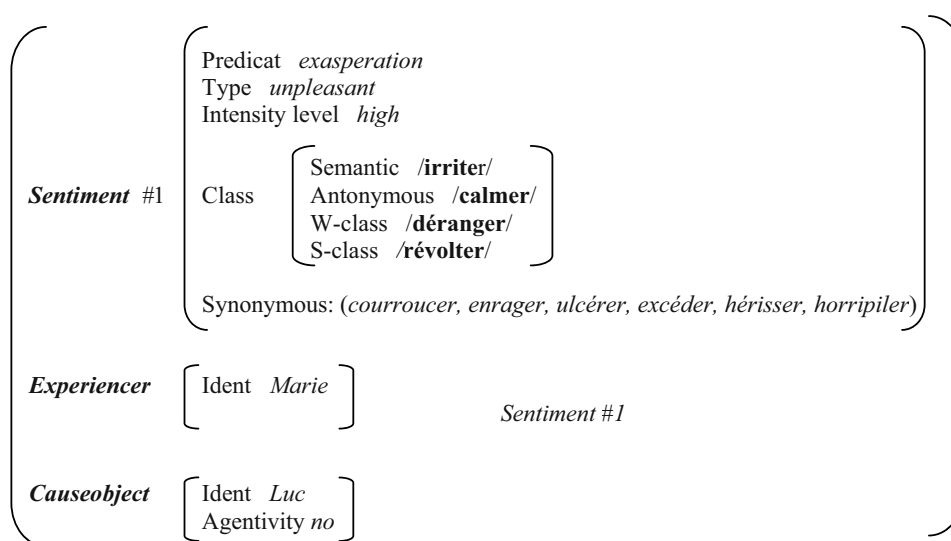 Predicat exasperation
Type unpleasant
Intensity level high
Semantic /irriter/
Sentiment #1 Class Antonymous /calmer/
W-class /déranger/
S-class /révolter/
Synonymous: (courroucer, enrager, ulcérer, excéder, hérisser, horripiler)
Experiencer Ident Marie
Sentiment #1
Causeobject Ident Luc
Agentivity no